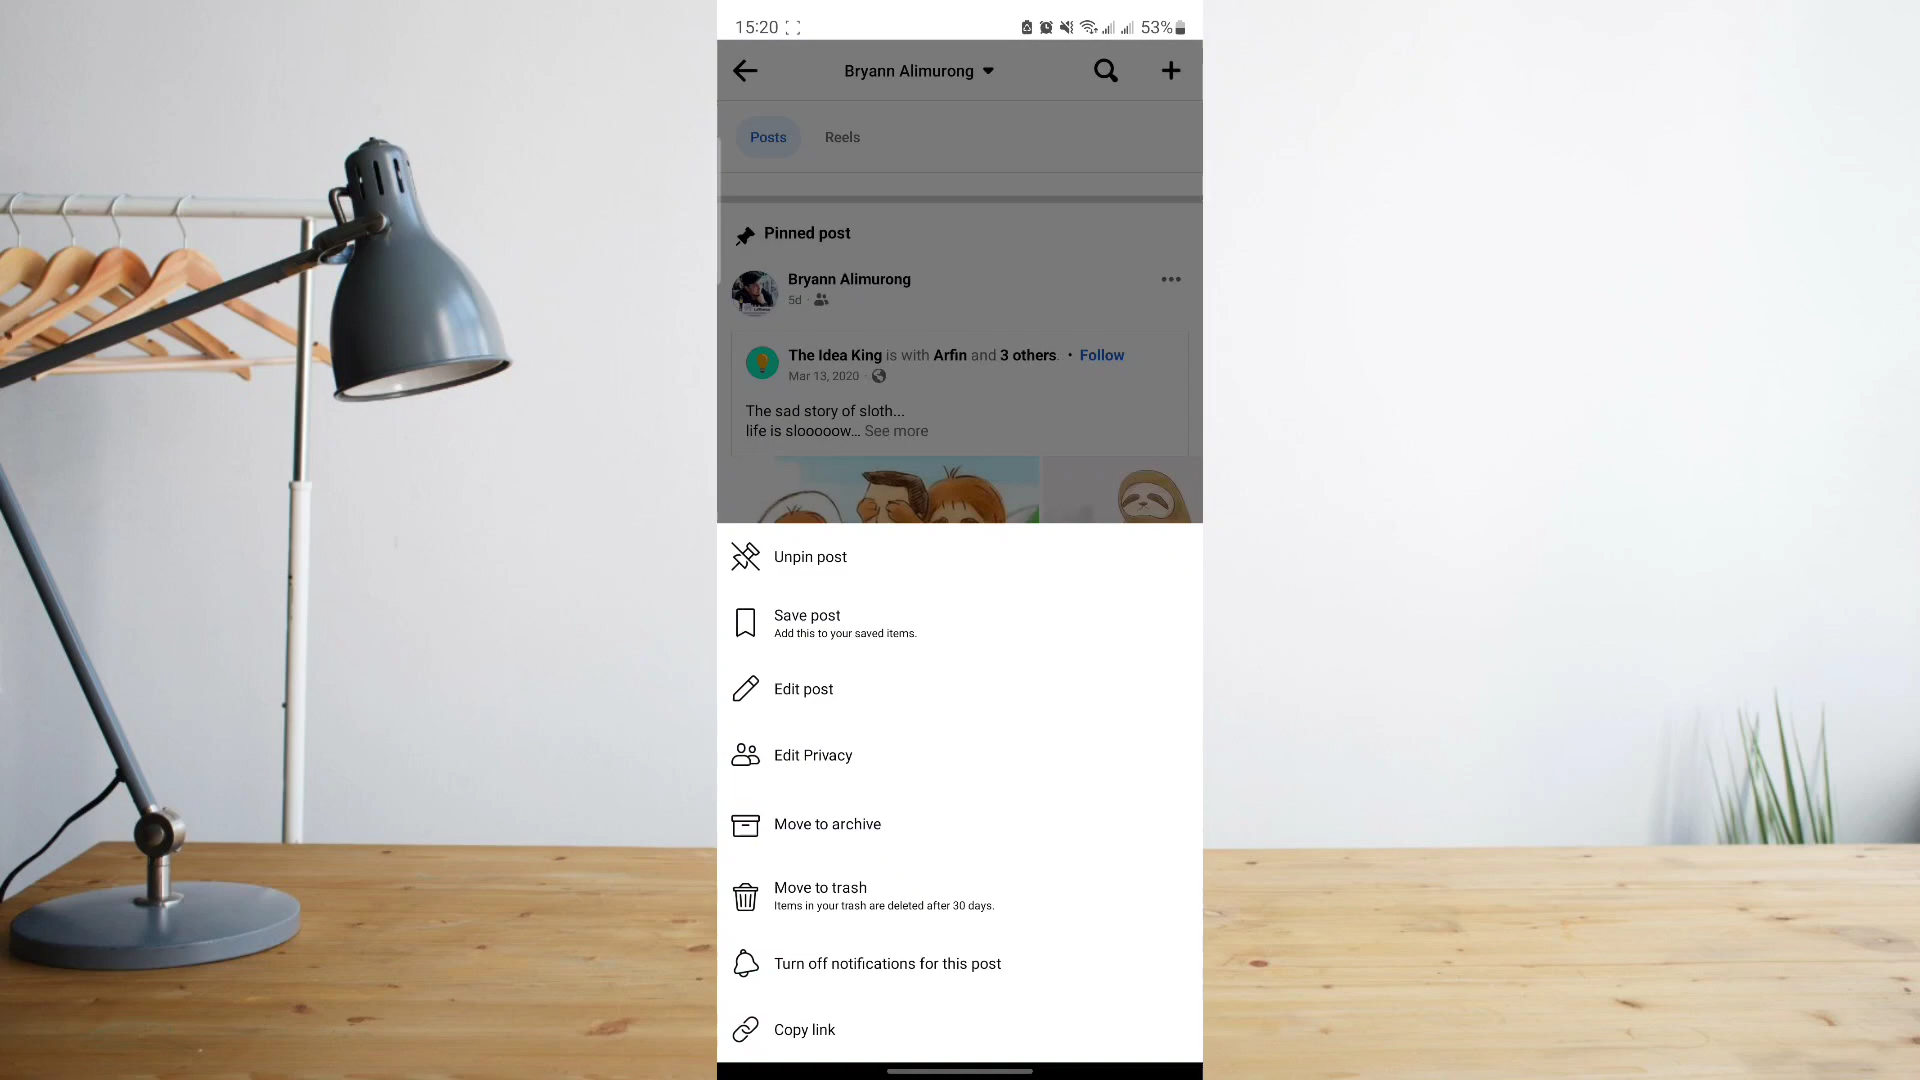 15:20 53%
Bryann Alimurong
Posts Reels
Pinned post
Bryann Alimurong
5d ·
The Idea King is with Arfin and 3 others. • Follow
Mar 13, 2020 ·
The sad story of sloth...
life is slooooow... See more
Unpin post
Save post
Add this to your saved items.
Edit post
Edit Privacy
Move to archive
Move to trash
Items in your trash are deleted after 30 days.
Turn off notifications for this post
Copy link